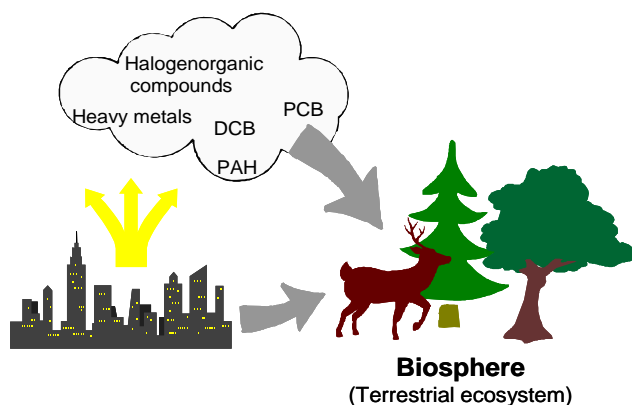 Halogenorganic
compounds
Heavy metals
PCB
DCB
PAH
Biosphere
(Terrestrial ecosystem)